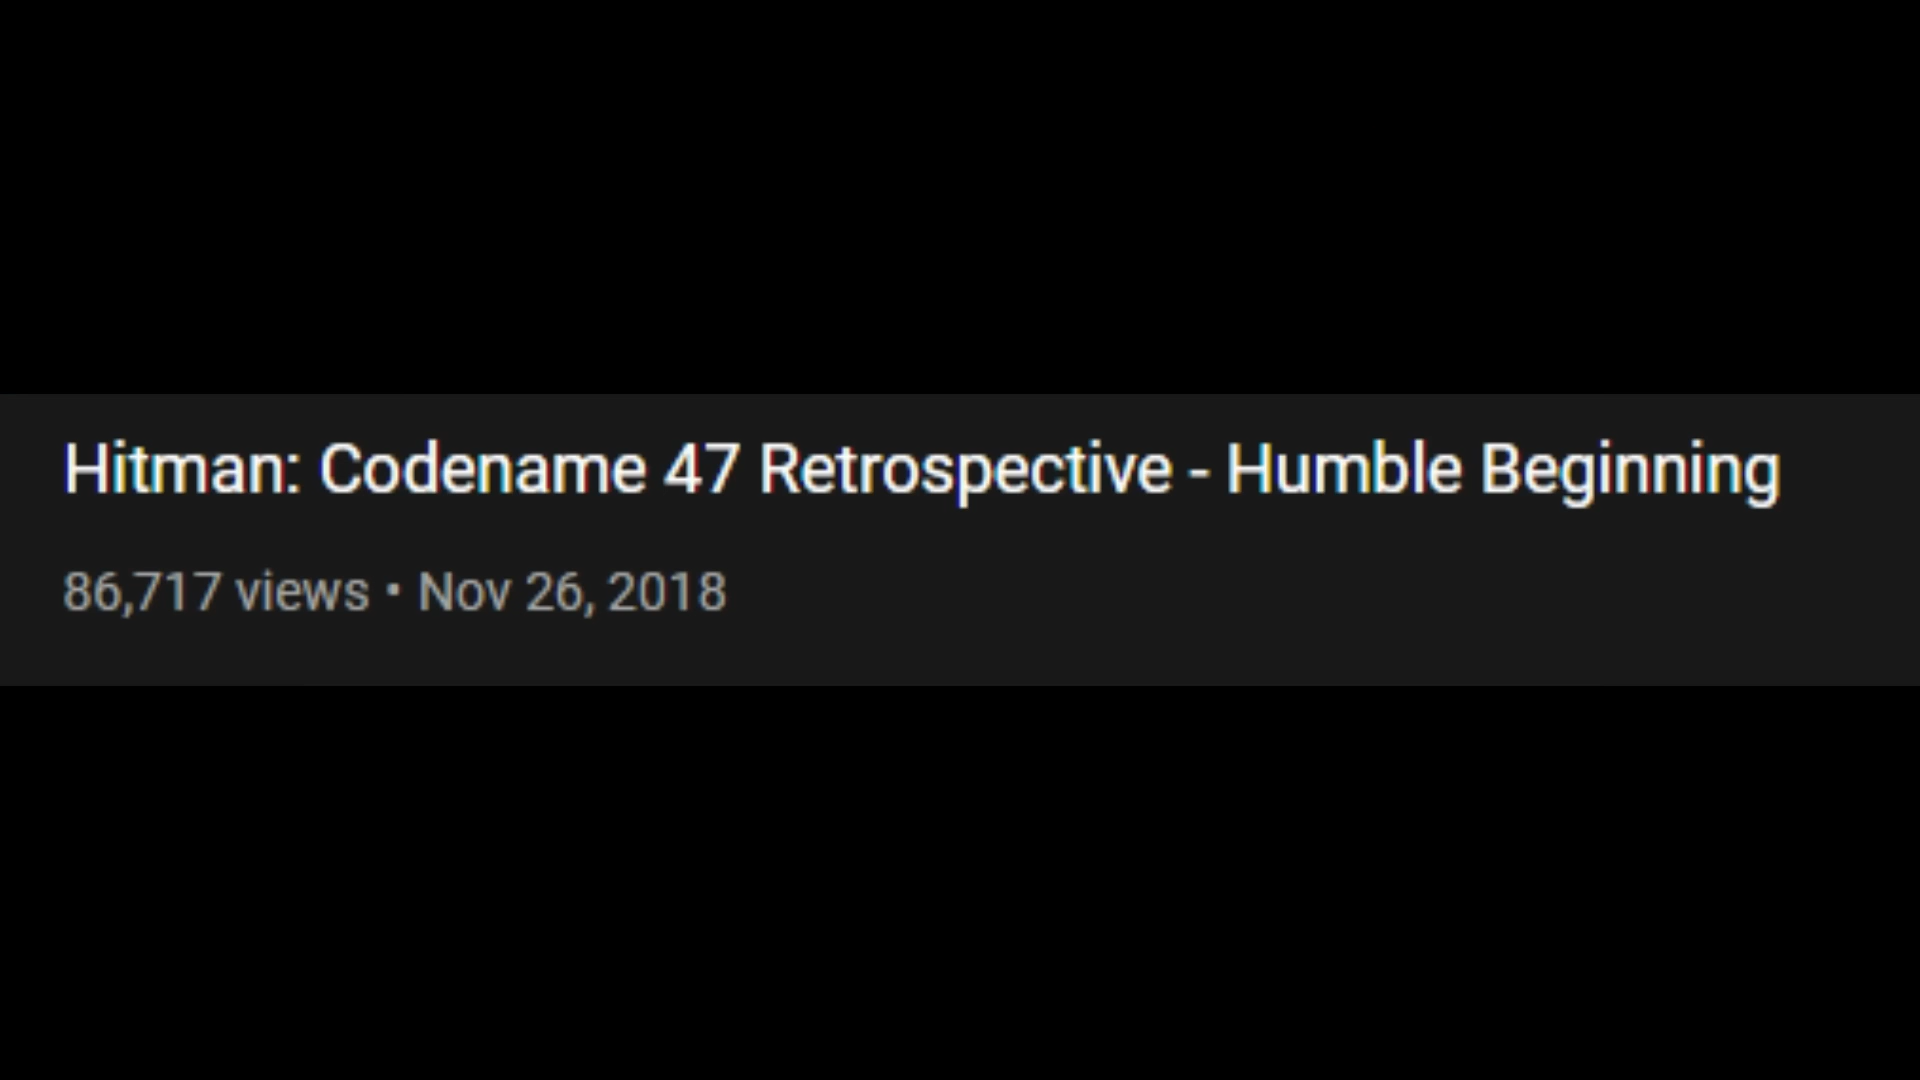 Hitman: Codename 47 Retrospective - Humble Beginning
86,717 views • Nov 26, 2018